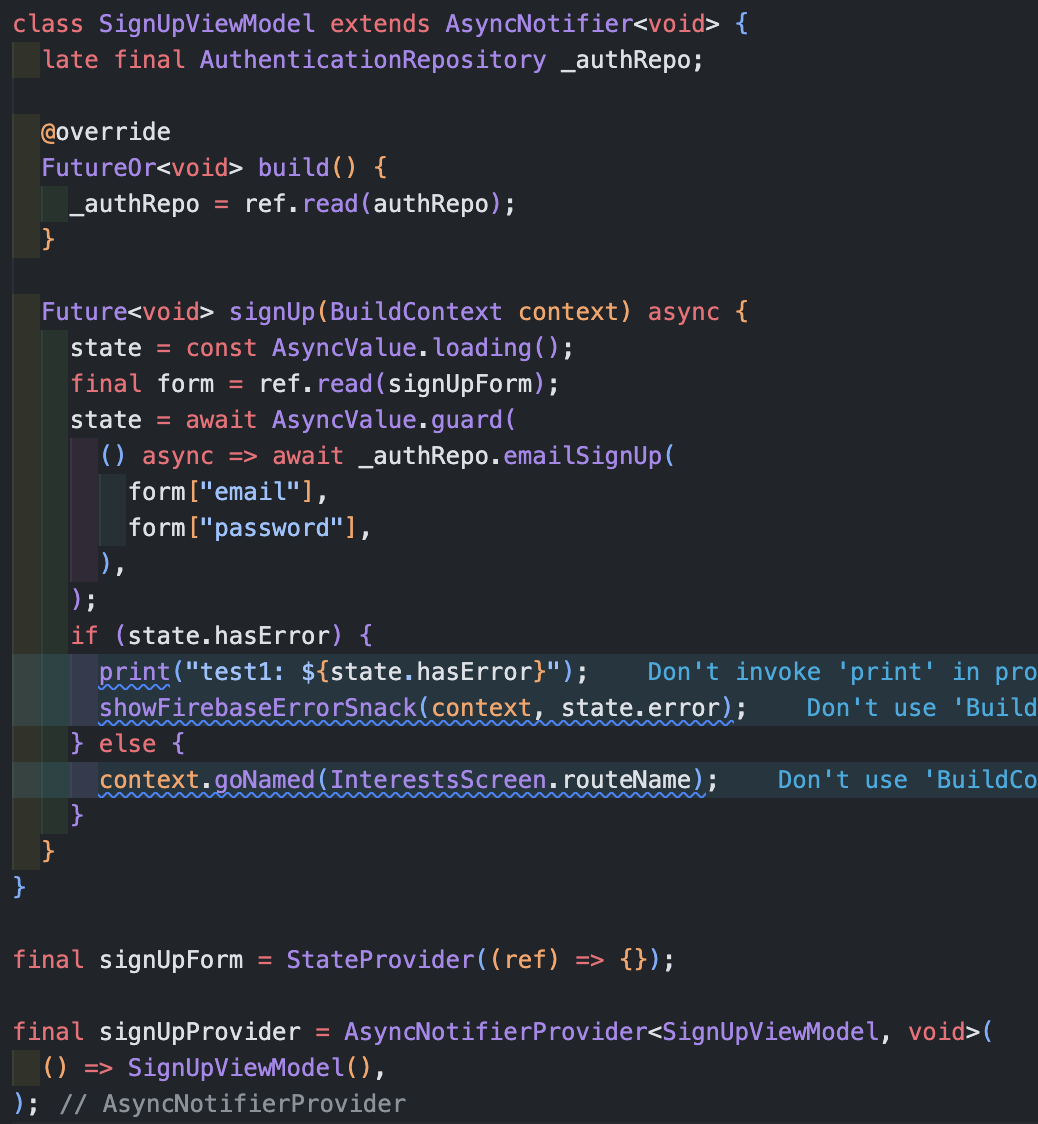 class SignUpViewModel extends AsyncNotifier<void> {
  late final AuthenticationRepository _authRepo;

  @override
  FutureOr<void> build() {
    _authRepo = ref.read(authRepo);
  }

  Future<void> signUp(BuildContext context) async {
    state = const AsyncValue.loading();
    final form = ref.read(signUpForm);
    state = await AsyncValue.guard(
      () async => await _authRepo.emailSignUp(
        form["email"],
        form["password"],
      ),
    );
    if (state.hasError) {
      print("test1: ${state.hasError}");    Don't invoke 'print' in pro
      showFirebaseErrorSnack(context, state.error);    Don't use 'Build
    } else {
      context.goNamed(InterestsScreen.routeName);    Don't use 'BuildCo
    }
  }
}

final signUpForm = StateProvider((ref) => {});

final signUpProvider = AsyncNotifierProvider<SignUpViewModel, void>(
  () => SignUpViewModel(),
); // AsyncNotifierProvider